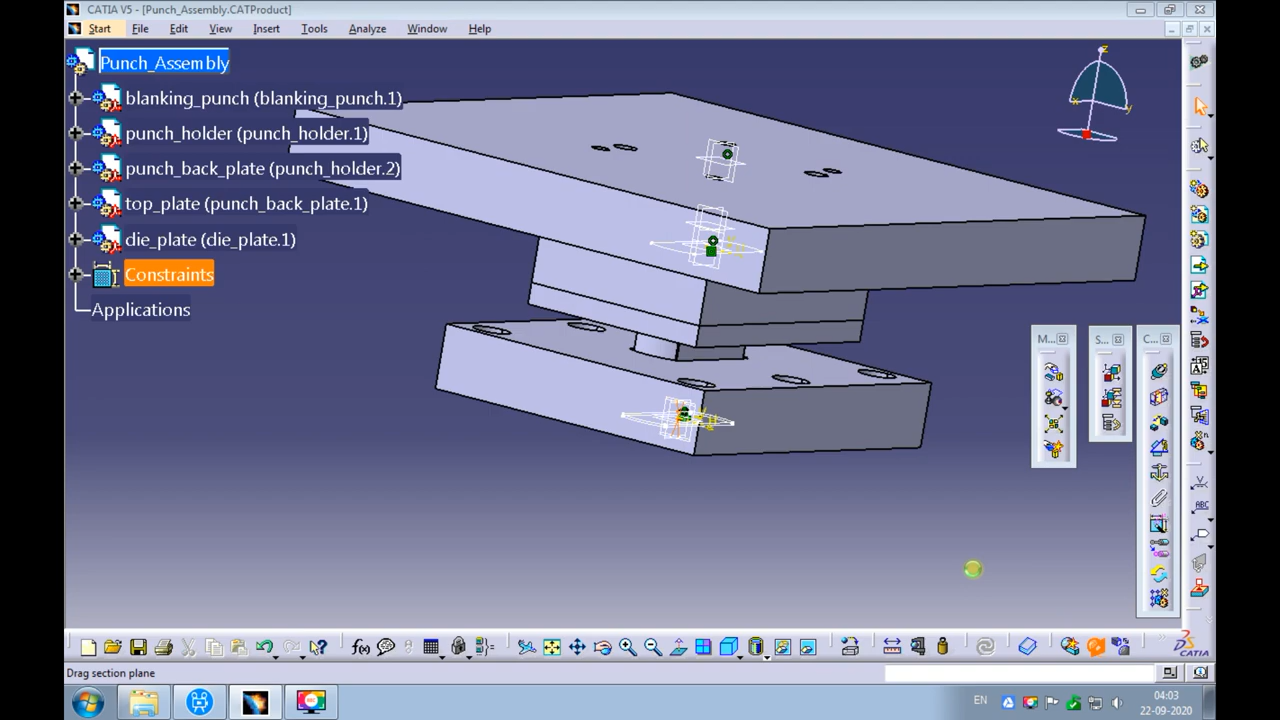 CATIA V5 - [Punch_Assembly.CATProduct]
Start File Edit View Insert Tools Analyze Window Help
Punch_Assembly
blanking_punch (blanking_punch.1)
punch_holder (punch_holder.1)
punch_back_plate (punch_holder.2)
top_plate (punch_back_plate.1)
die_plate (die_plate.1)
Constraints
Applications
z
x
y
M...
S...
C...
ABC
f(x)
CATIA
Drag section plane
EN
04:03
22-09-2020